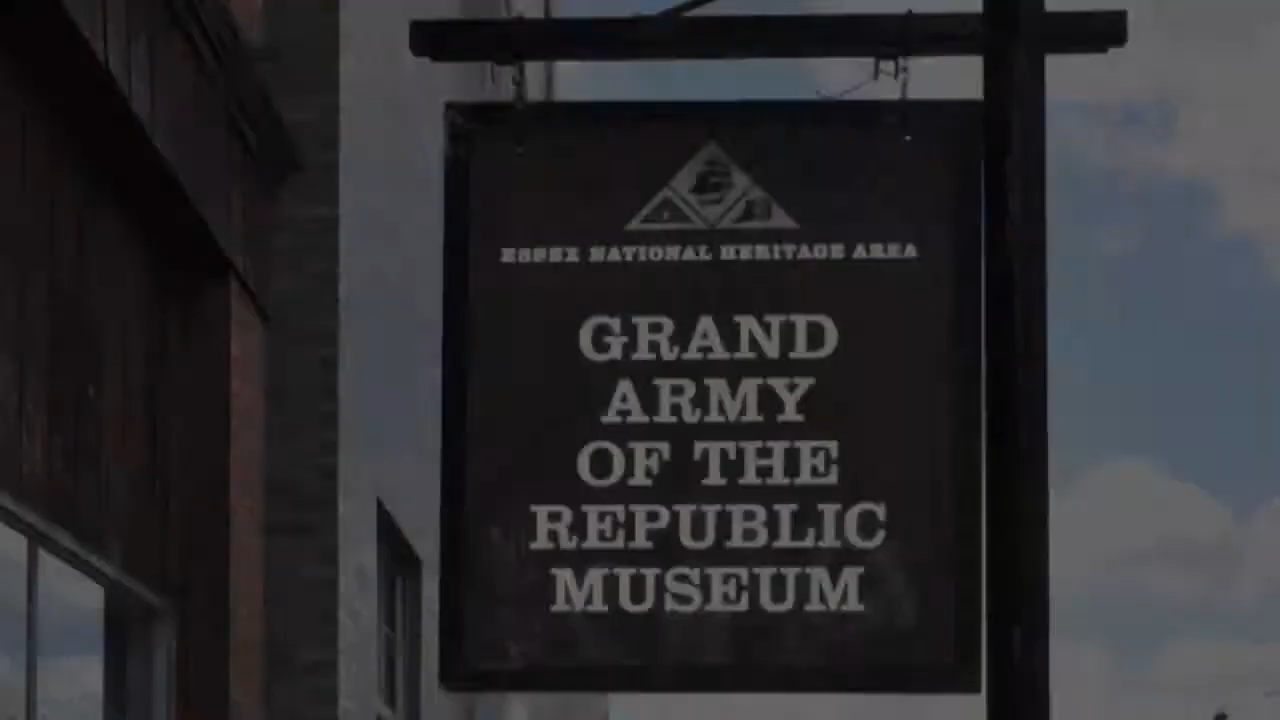 ESSEX NATIONAL HERITAGE AREA
GRAND
ARMY
OF THE
REPUBLIC
MUSEUM